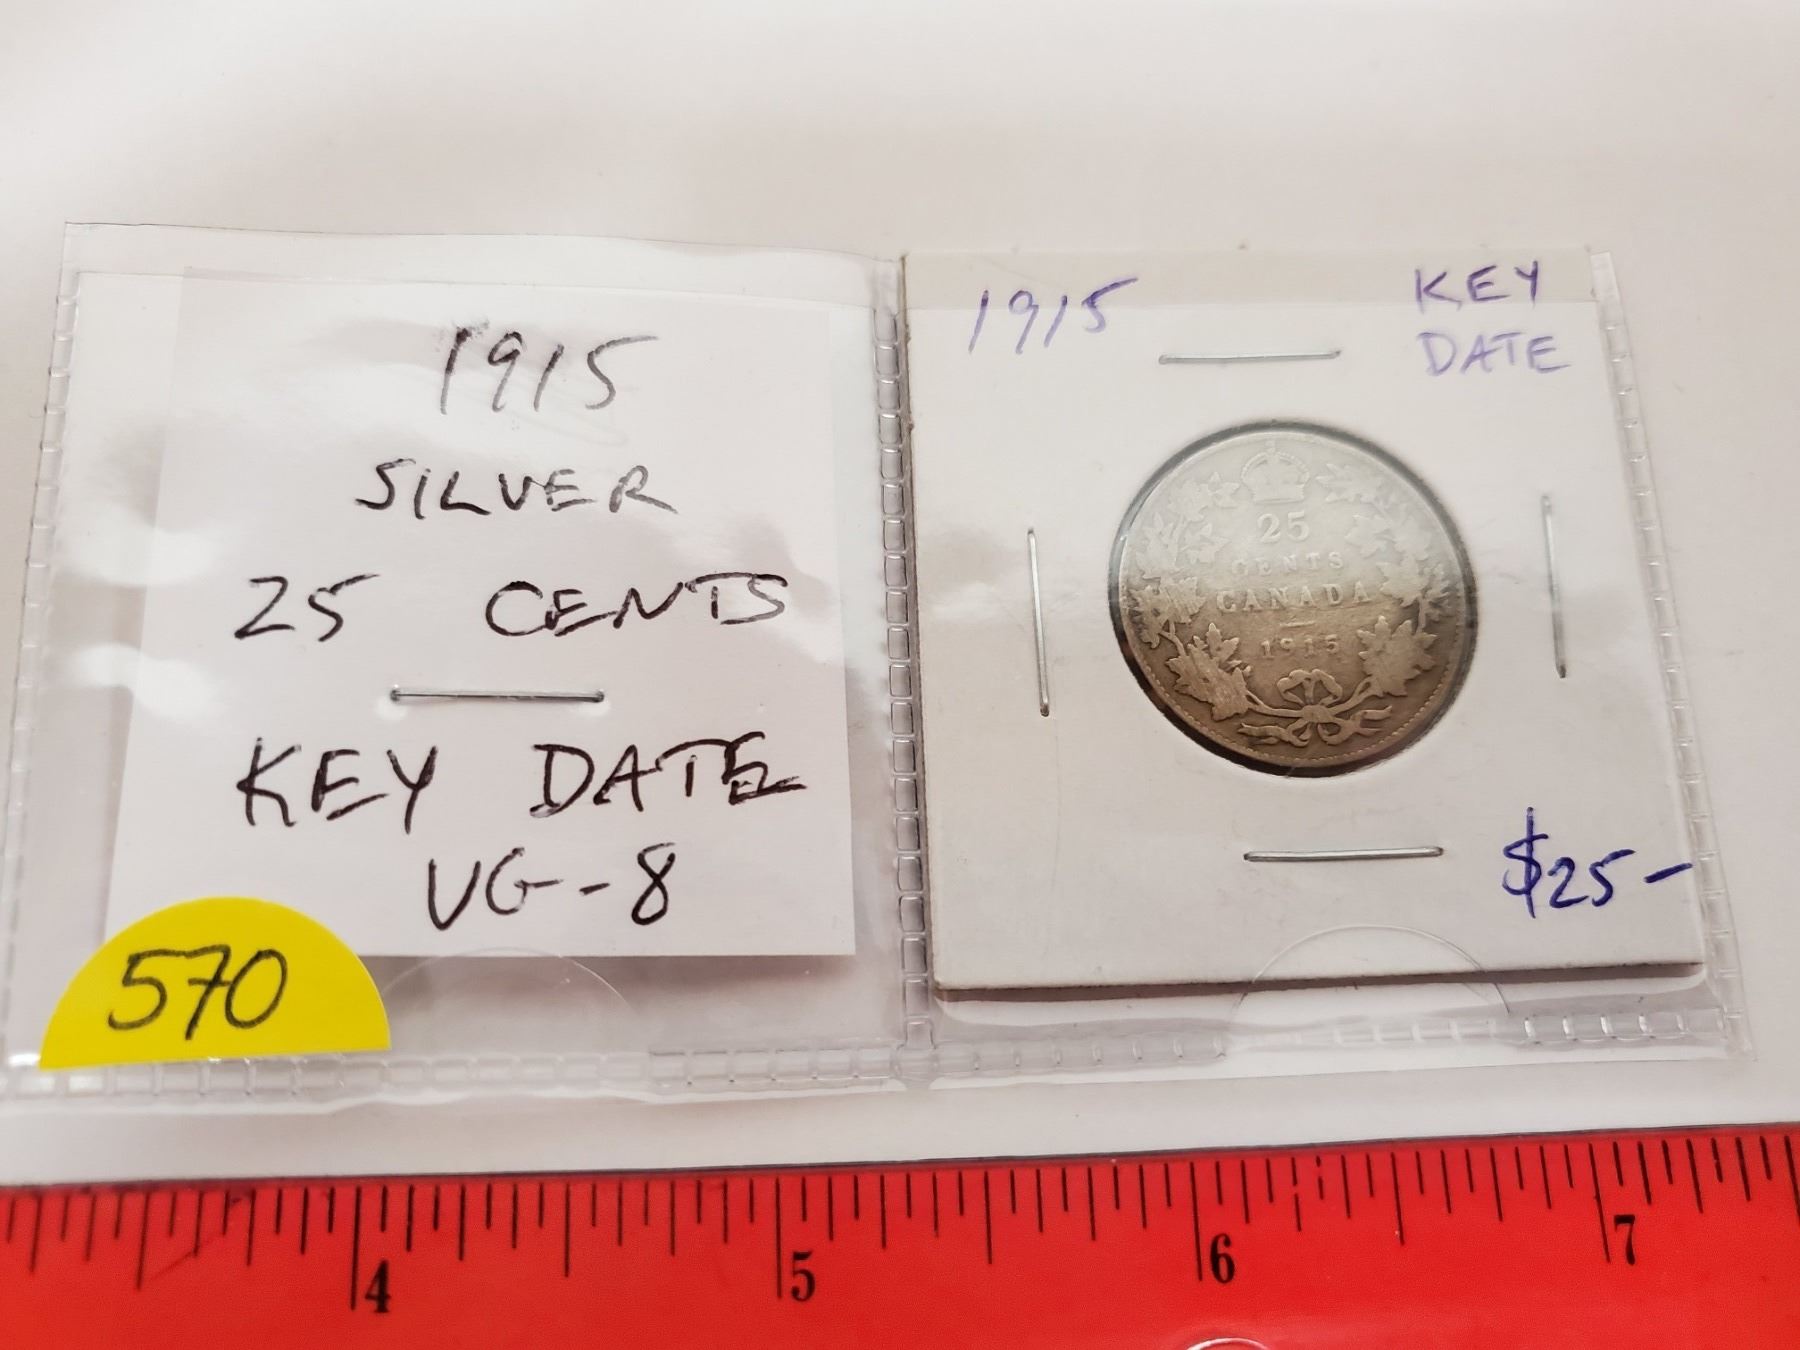 1915
SILVER
25 CENTS
KEY DATE
VG-8
570
1915
KEY
DATE
25
CENTS
CANADA
1915
$25-
4
5
6
7